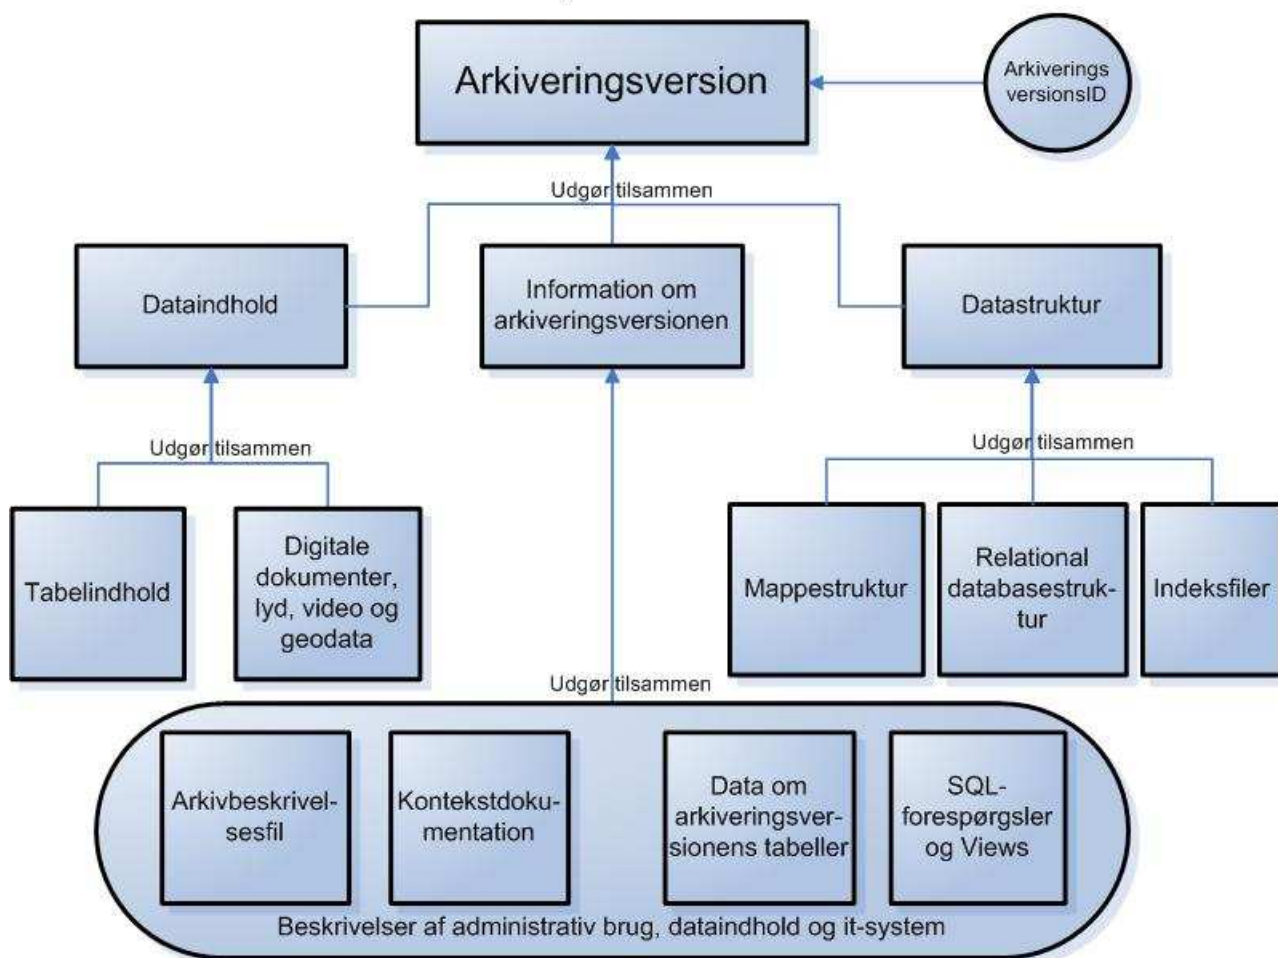 Arkiveringsversion
Arkiverings
versionsID
Udgør tilsammen
Dataindhold
Information om
arkiveringsversionen
Datastruktur
Udgør tilsammen
Udgør tilsammen
Tabelindhold
Digitale
dokumenter,
lyd, video og
geodata
Mappestruktur
Relational
databasestruk-
tur
Indeksfiler
Udgør tilsammen
Arkivbeskrivel-
sesfil
Kontekstdoku-
mentation
Data om
arkiveringsver-
sionens tabeller
SQL-
forespørgsler
og Views
Beskrivelser af administrativ brug, dataindhold og it-system